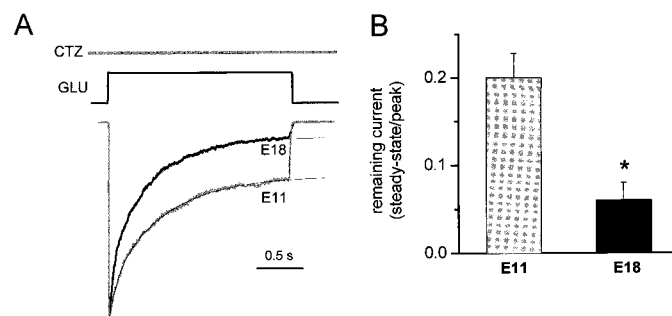 A
CTZ
GLU
E18
E11
0.5 s
B
remaining current
(steady-state/peak)
0.2
0.1
0.0
*
E11
E18